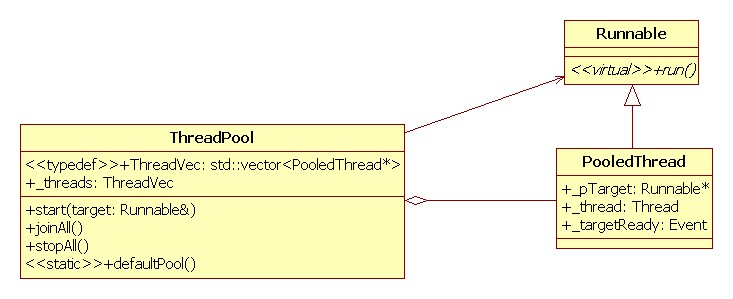 Runnable
<<virtual>>+run()
ThreadPool
<<typedef>>+ThreadVec: std::vector<PooledThread*>
+_threads: ThreadVec
+start(target: Runnable&)
+joinAll()
+stopAll()
<<static>>+defaultPool()
PooledThread
+_pTarget: Runnable*
+_thread: Thread
+_targetReady: Event